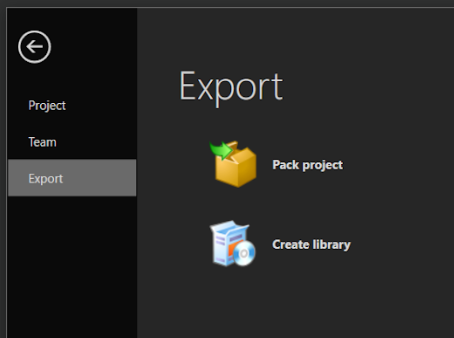 Project
Team
Export
Export
Pack project
Create library